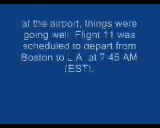 at the airport, things were
going well. Flight 11 was
scheduled to depart from
Boston to L.A. at 7:45 AM
(EST).